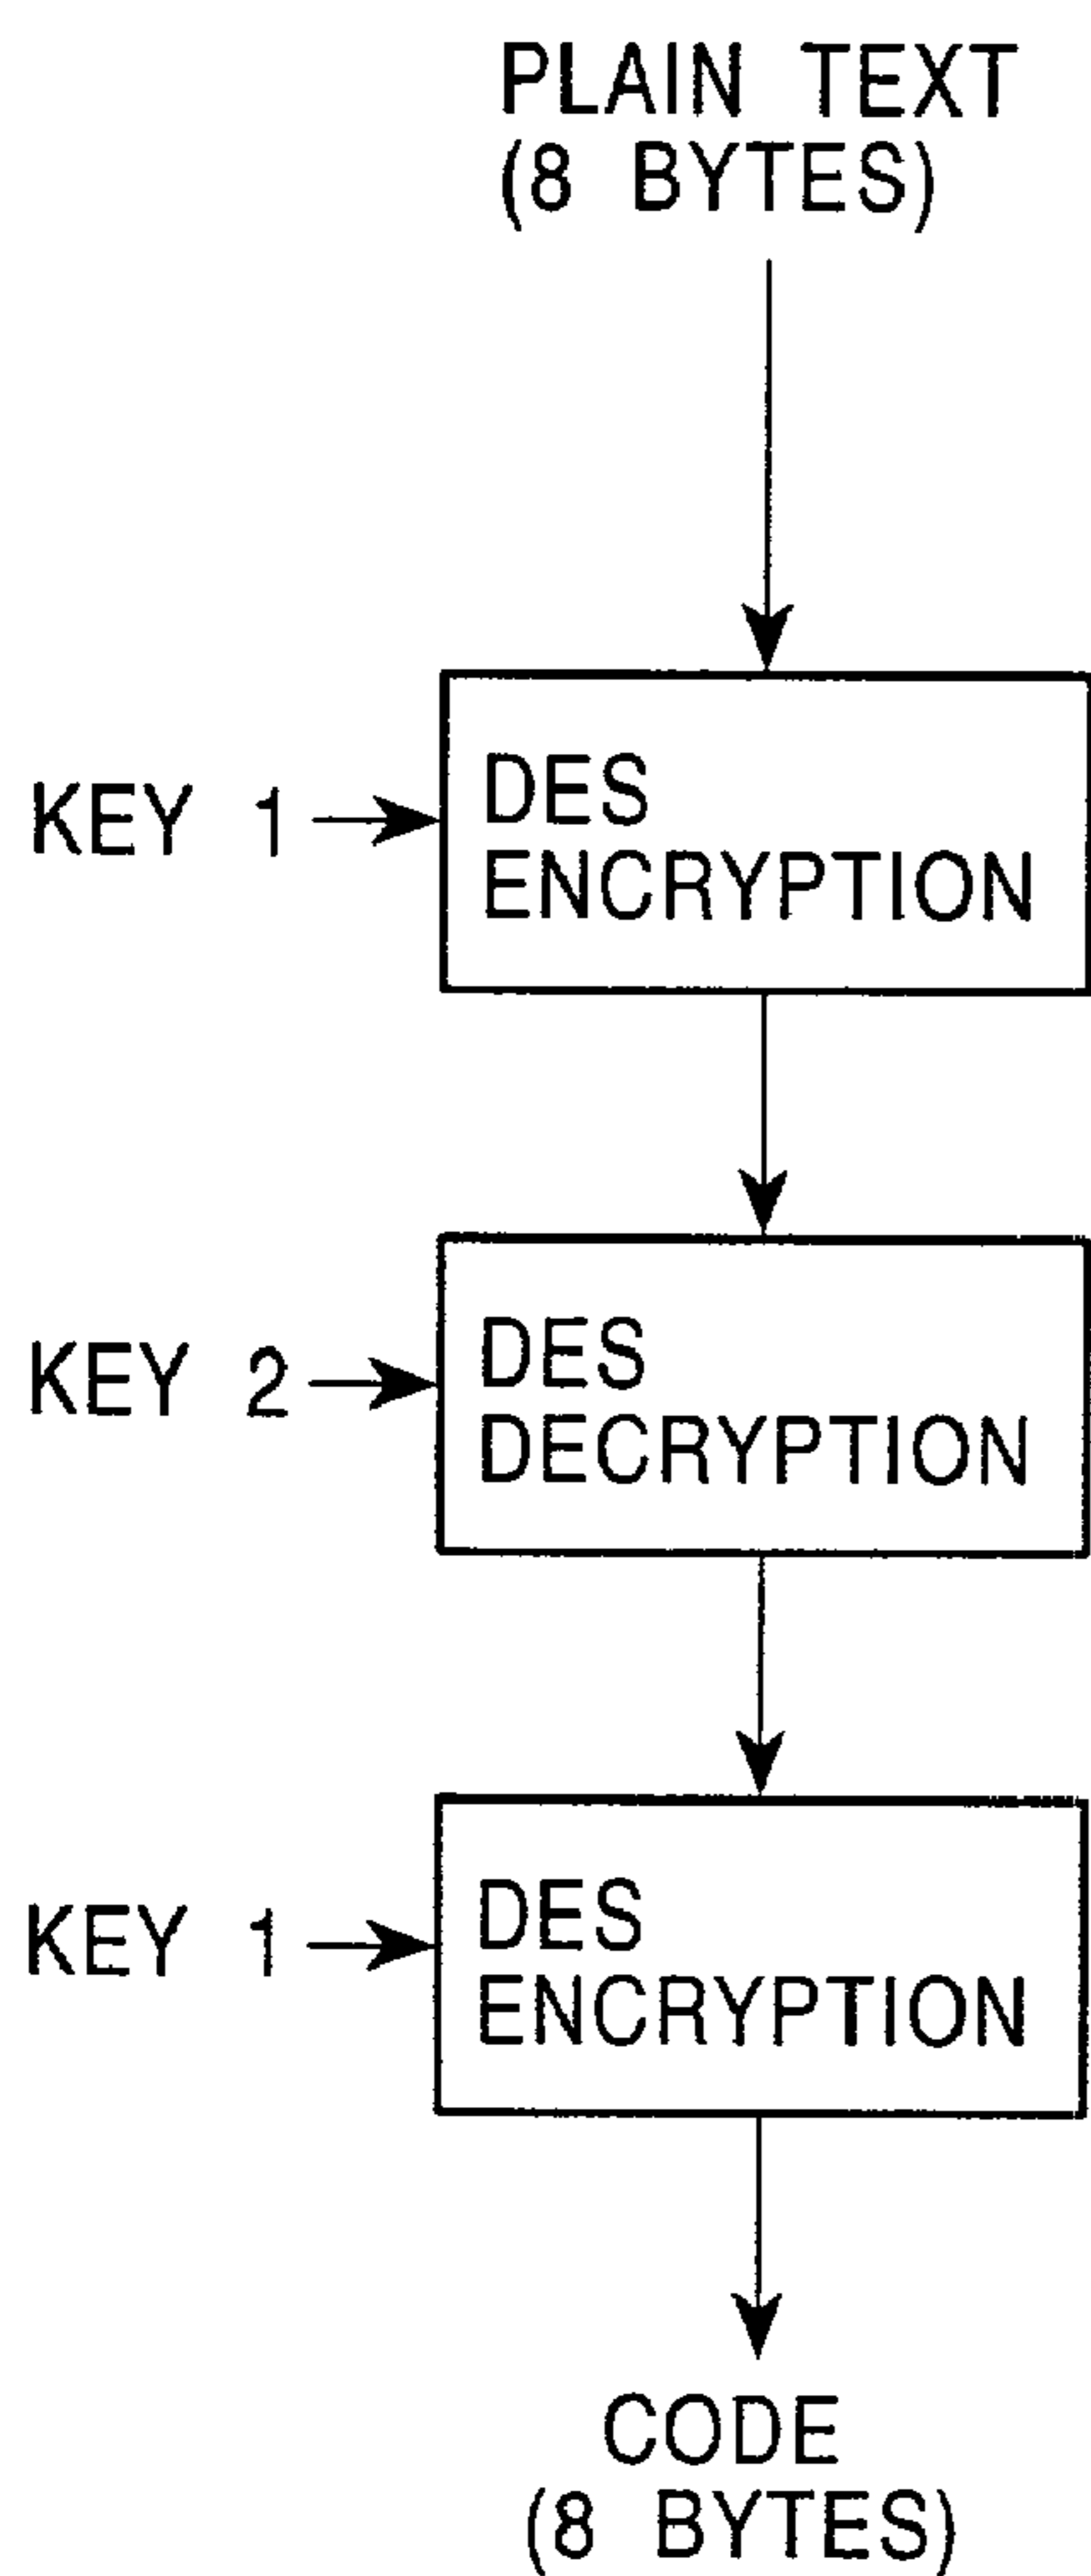 PLAIN TEXT
(8 BYTES)
KEY 1
DES
ENCRYPTION
KEY 2
DES
DECRYPTION
KEY 1
DES
ENCRYPTION
CODE
(8 BYTES)